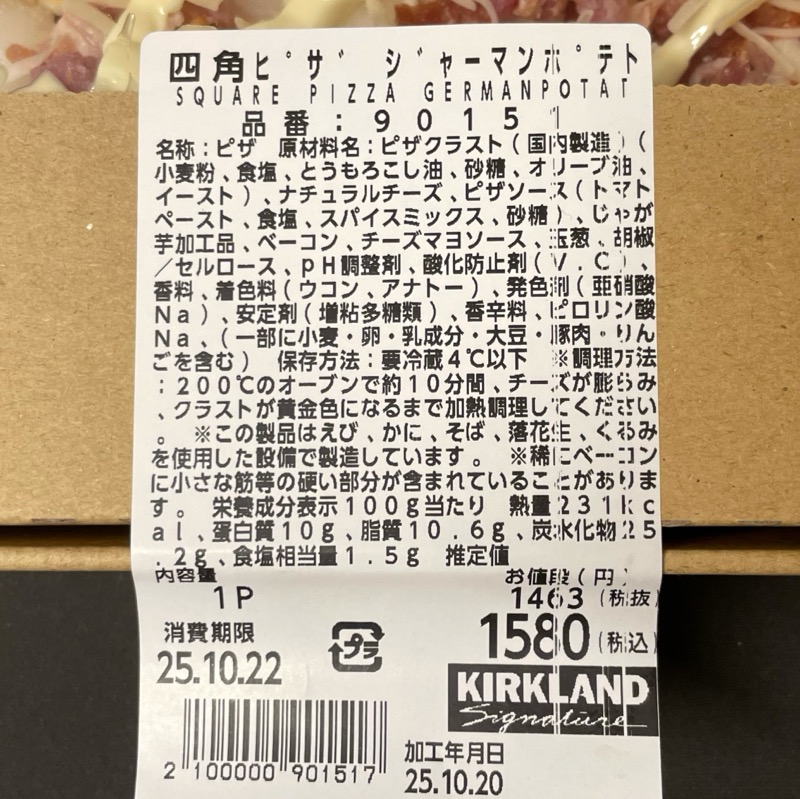 四角ピザ ジャーマンポテト
SQUARE PIZZA GERMANPOTAT
品番:90151
名称:ピザ 原材料名:ピザクラスト(国内製造)(
小麦粉、食塩、とうもろこし油、砂糖、オリーブ油、
イースト)、ナチュラルチーズ、ピザソース(トマト
ペースト、食塩、スパイスミックス、砂糖)、じゃが
芋加工品、ベーコン、チーズマヨソース、玉葱、胡椒
/セルロース、pH調整剤、酸化防止剤(V.C)、
香料、着色料(ウコン、アナトー)、発色剤(亜硝酸
Na)、安定剤(増粘多糖類)、香辛料、ピロリン酸
Na、(一部に小麦・卵・乳成分・大豆・豚肉・りん
ごを含む) 保存方法:要冷蔵4℃以下 ※調理方法
:200℃のオーブンで約10分間、チーズが膨らみ
、クラストが黄金色になるまで加熱調理してください
。 ※この製品はえび、かに、そば、落花生、くるみ
を使用した設備で製造しています。 ※稀にベーコン
に小さな筋等の硬い部分が含まれていることがありま
す。 栄養成分表示100g当たり 熱量231kc
al、蛋白質10g、脂質10.6g、炭水化物25
.2g、食塩相当量1.5g 推定値
内容量 お値段(円)
1P 1463(税抜)
消費期限 プラ 1580(税込)
25.10.22
KIRKLAND
Signature
加工年月日
2 100000 901517 25.10.20